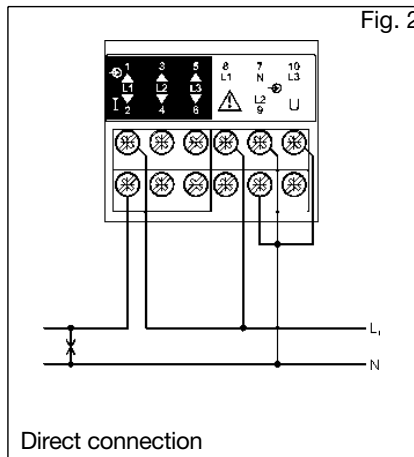 Fig. 2
1 3 5 8 7 10
L1 N L3
L1 L2 L3
L2
I 2 4 6 9 U
L1
N
Direct connection